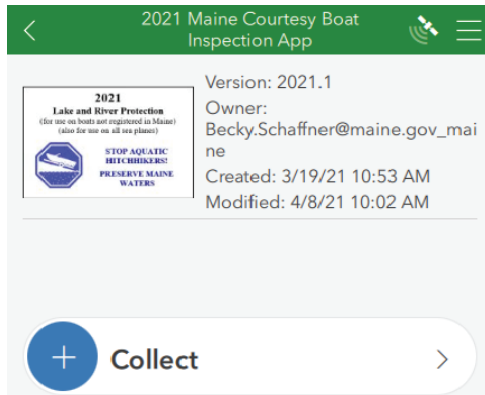 2021 Maine Courtesy Boat
Inspection App
2021
Lake and River Protection
(for use on boats not registered in Maine)
(also for use on all sea planes)
STOP AQUATIC
HITCHHIKERS!
PRESERVE MAINE
WATERS
Version: 2021.1
Owner:
Becky.Schaffner@maine.gov_mai
ne
Created: 3/19/21 10:53 AM
Modified: 4/8/21 10:02 AM
Collect